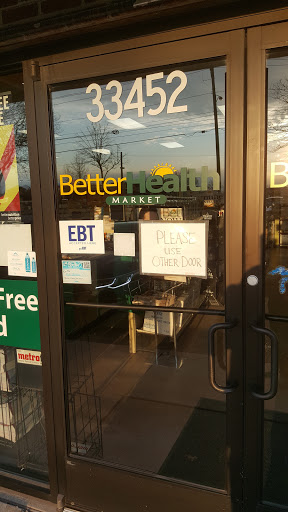 33452
BetterHealth
MARKET
B
EBT
PLEASE
USE
OTHER DOOR
Free
d
metro